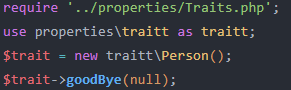 require '../properties/Traits.php';
use properties\traitt as traitt;
$trait = new traitt\Person();
$trait->goodBye(null);